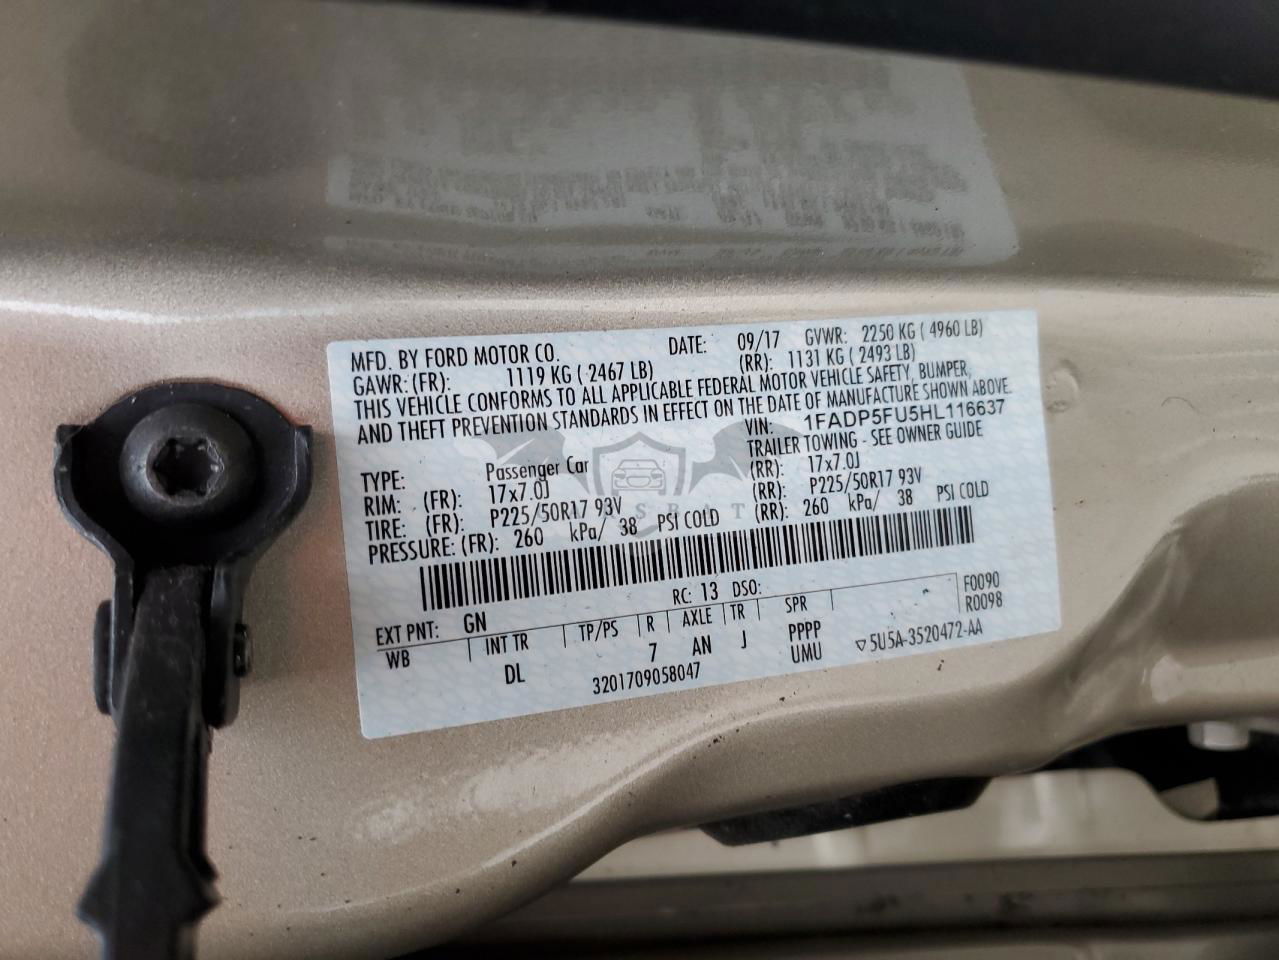 MFD. BY FORD MOTOR CO. DATE: 09/17 GVWR: 2250 KG ( 4960 LB)
GAWR: (FR): 1119 KG ( 2467 LB) (RR): 1131 KG ( 2493 LB)
THIS VEHICLE CONFORMS TO ALL APPLICABLE FEDERAL MOTOR VEHICLE SAFETY, BUMPER,
AND THEFT PREVENTION STANDARDS IN EFFECT ON THE DATE OF MANUFACTURE SHOWN ABOVE.
VIN: 1FADP5FU5HL116637
TYPE: Passenger Car TRAILER TOWING - SEE OWNER GUIDE
RIM: (FR): 17x7.0J (RR): 17x7.0J
TIRE: (FR): P225/50R17 93V (RR): P225/50R17 93V
PRESSURE: (FR): 260 kPa/ 38 PSI COLD (RR): 260 kPa/ 38 PSI COLD
RC: 13 DSO: F0090
EXT PNT: GN R0098
WB INT TR TP/PS R AXLE TR SPR
DL 7 AN J PPPP
UMU
3201709058047 ▽5U5A-3520472-AA